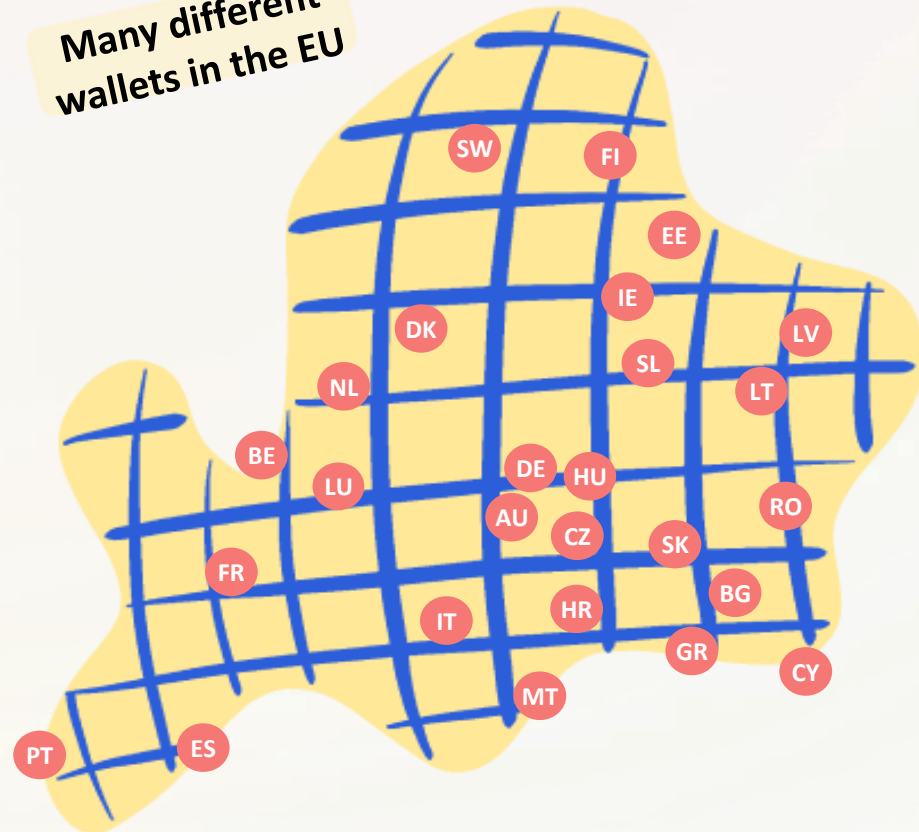 Many different
wallets in the EU
SW
FI
EE
IE
DK
LV
SL
NL
LT
BE
DE
HU
LU
RO
AU
CZ
SK
FR
BG
HR
IT
GR
CY
MT
ES
PT